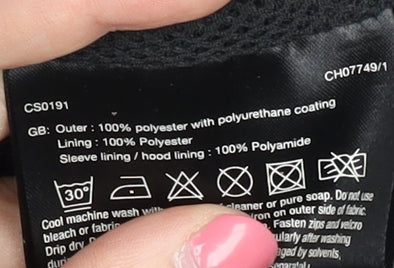 CH07749/1
CS0191
GB: Outer : 100% polyester with polyurethane coating
Lining : 100% Polyester
Sleeve lining / hood lining : 100% Polyamide
30°
Cool machine wash with cleaner or pure soap. Do not use
bleach or fabric on outer side of fabric.
Fasten zips and velcro
Drip dry. after washing
by solvents,